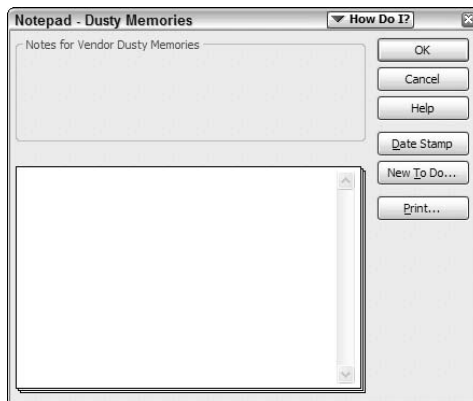 Notepad - Dusty Memories
How Do I?
Notes for Vendor Dusty Memories
OK
Cancel
Help
Date Stamp
New To Do...
Print...